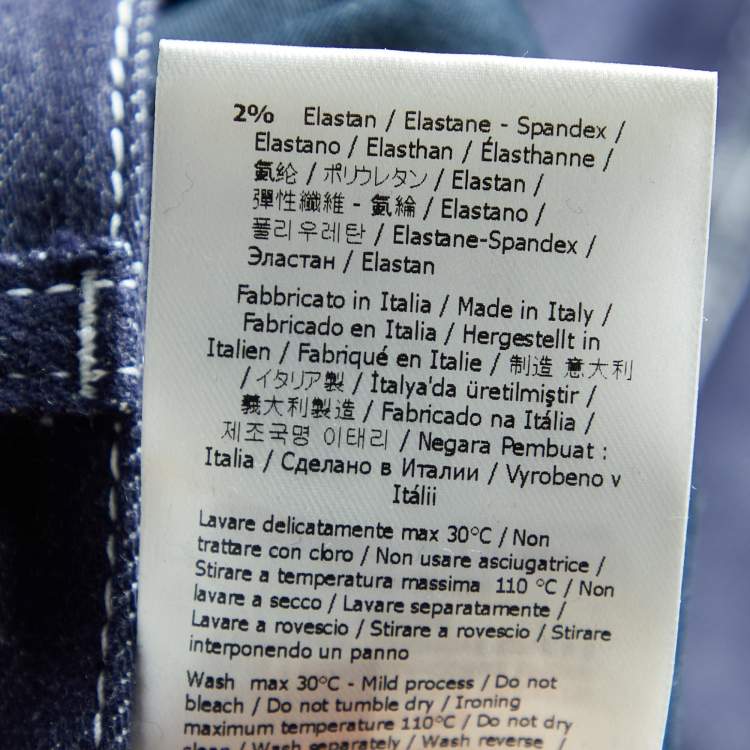 2% Elastan / Elastane - Spandex /
Elastano / Elasthan / Élasthanne /
氨纶 / ポリウレタン / Elastan /
彈性纖維 - 氨綸 / Elastano /
폴리우레탄 / Elastane-Spandex /
Эластан / Elastan
Fabbricato in Italia / Made in Italy /
Fabricado en Italia / Hergestellt in
Italien / Fabriqué en Italie / 制造 意大利
/ イタリア製 / İtalya'da üretilmiştir /
義大利製造 / Fabricado na Itália /
제조국명 이태리 / Negara Pembuat :
Italia / Сделано в Италии / Vyrobeno v
Itálii
Lavare delicatamente max 30°C / Non
trattare con cloro / Non usare asciugatrice /
Stirare a temperatura massima 110 °C / Non
lavare a secco / Lavare separatamente /
Lavare a rovescio / Stirare a rovescio / Stirare
interponendo un panno
Wash max 30°C - Mild process / Do not
bleach / Do not tumble dry / Ironing
maximum temperature 110°C / Do not dry
clean / Wash separately / Wash reverse /